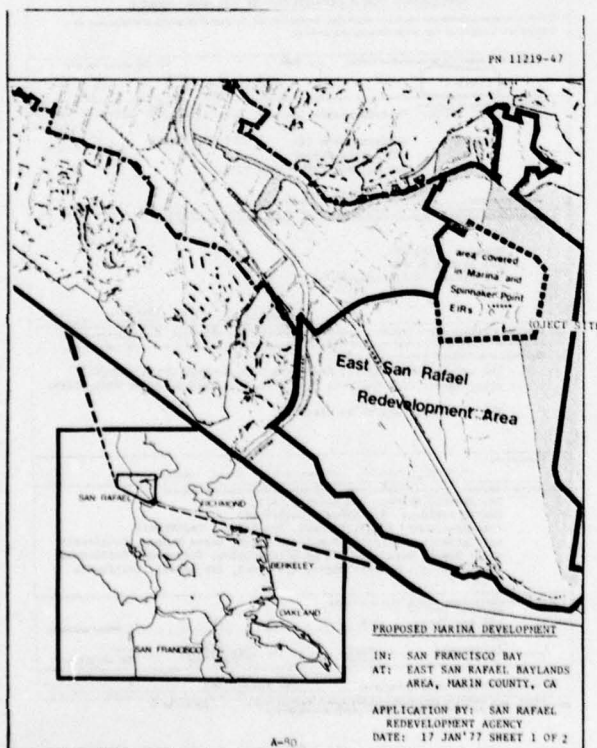 PN 11219-47
area covered
in Marina and
Spinnaker Point
EIRs
OJECT SITE
East San Rafael
Redevelopment Area
SAN RAFAEL
RICHMOND
BERKELEY
OAKLAND
SAN FRANCISCO
PROPOSED MARINA DEVELOPMENT
IN: SAN FRANCISCO BAY
AT: EAST SAN RAFAEL BAYLANDS
AREA, MARIN COUNTY, CA
APPLICATION BY: SAN RAFAEL
REDEVELOPMENT AGENCY
DATE: 17 JAN'77 SHEET 1 OF 2